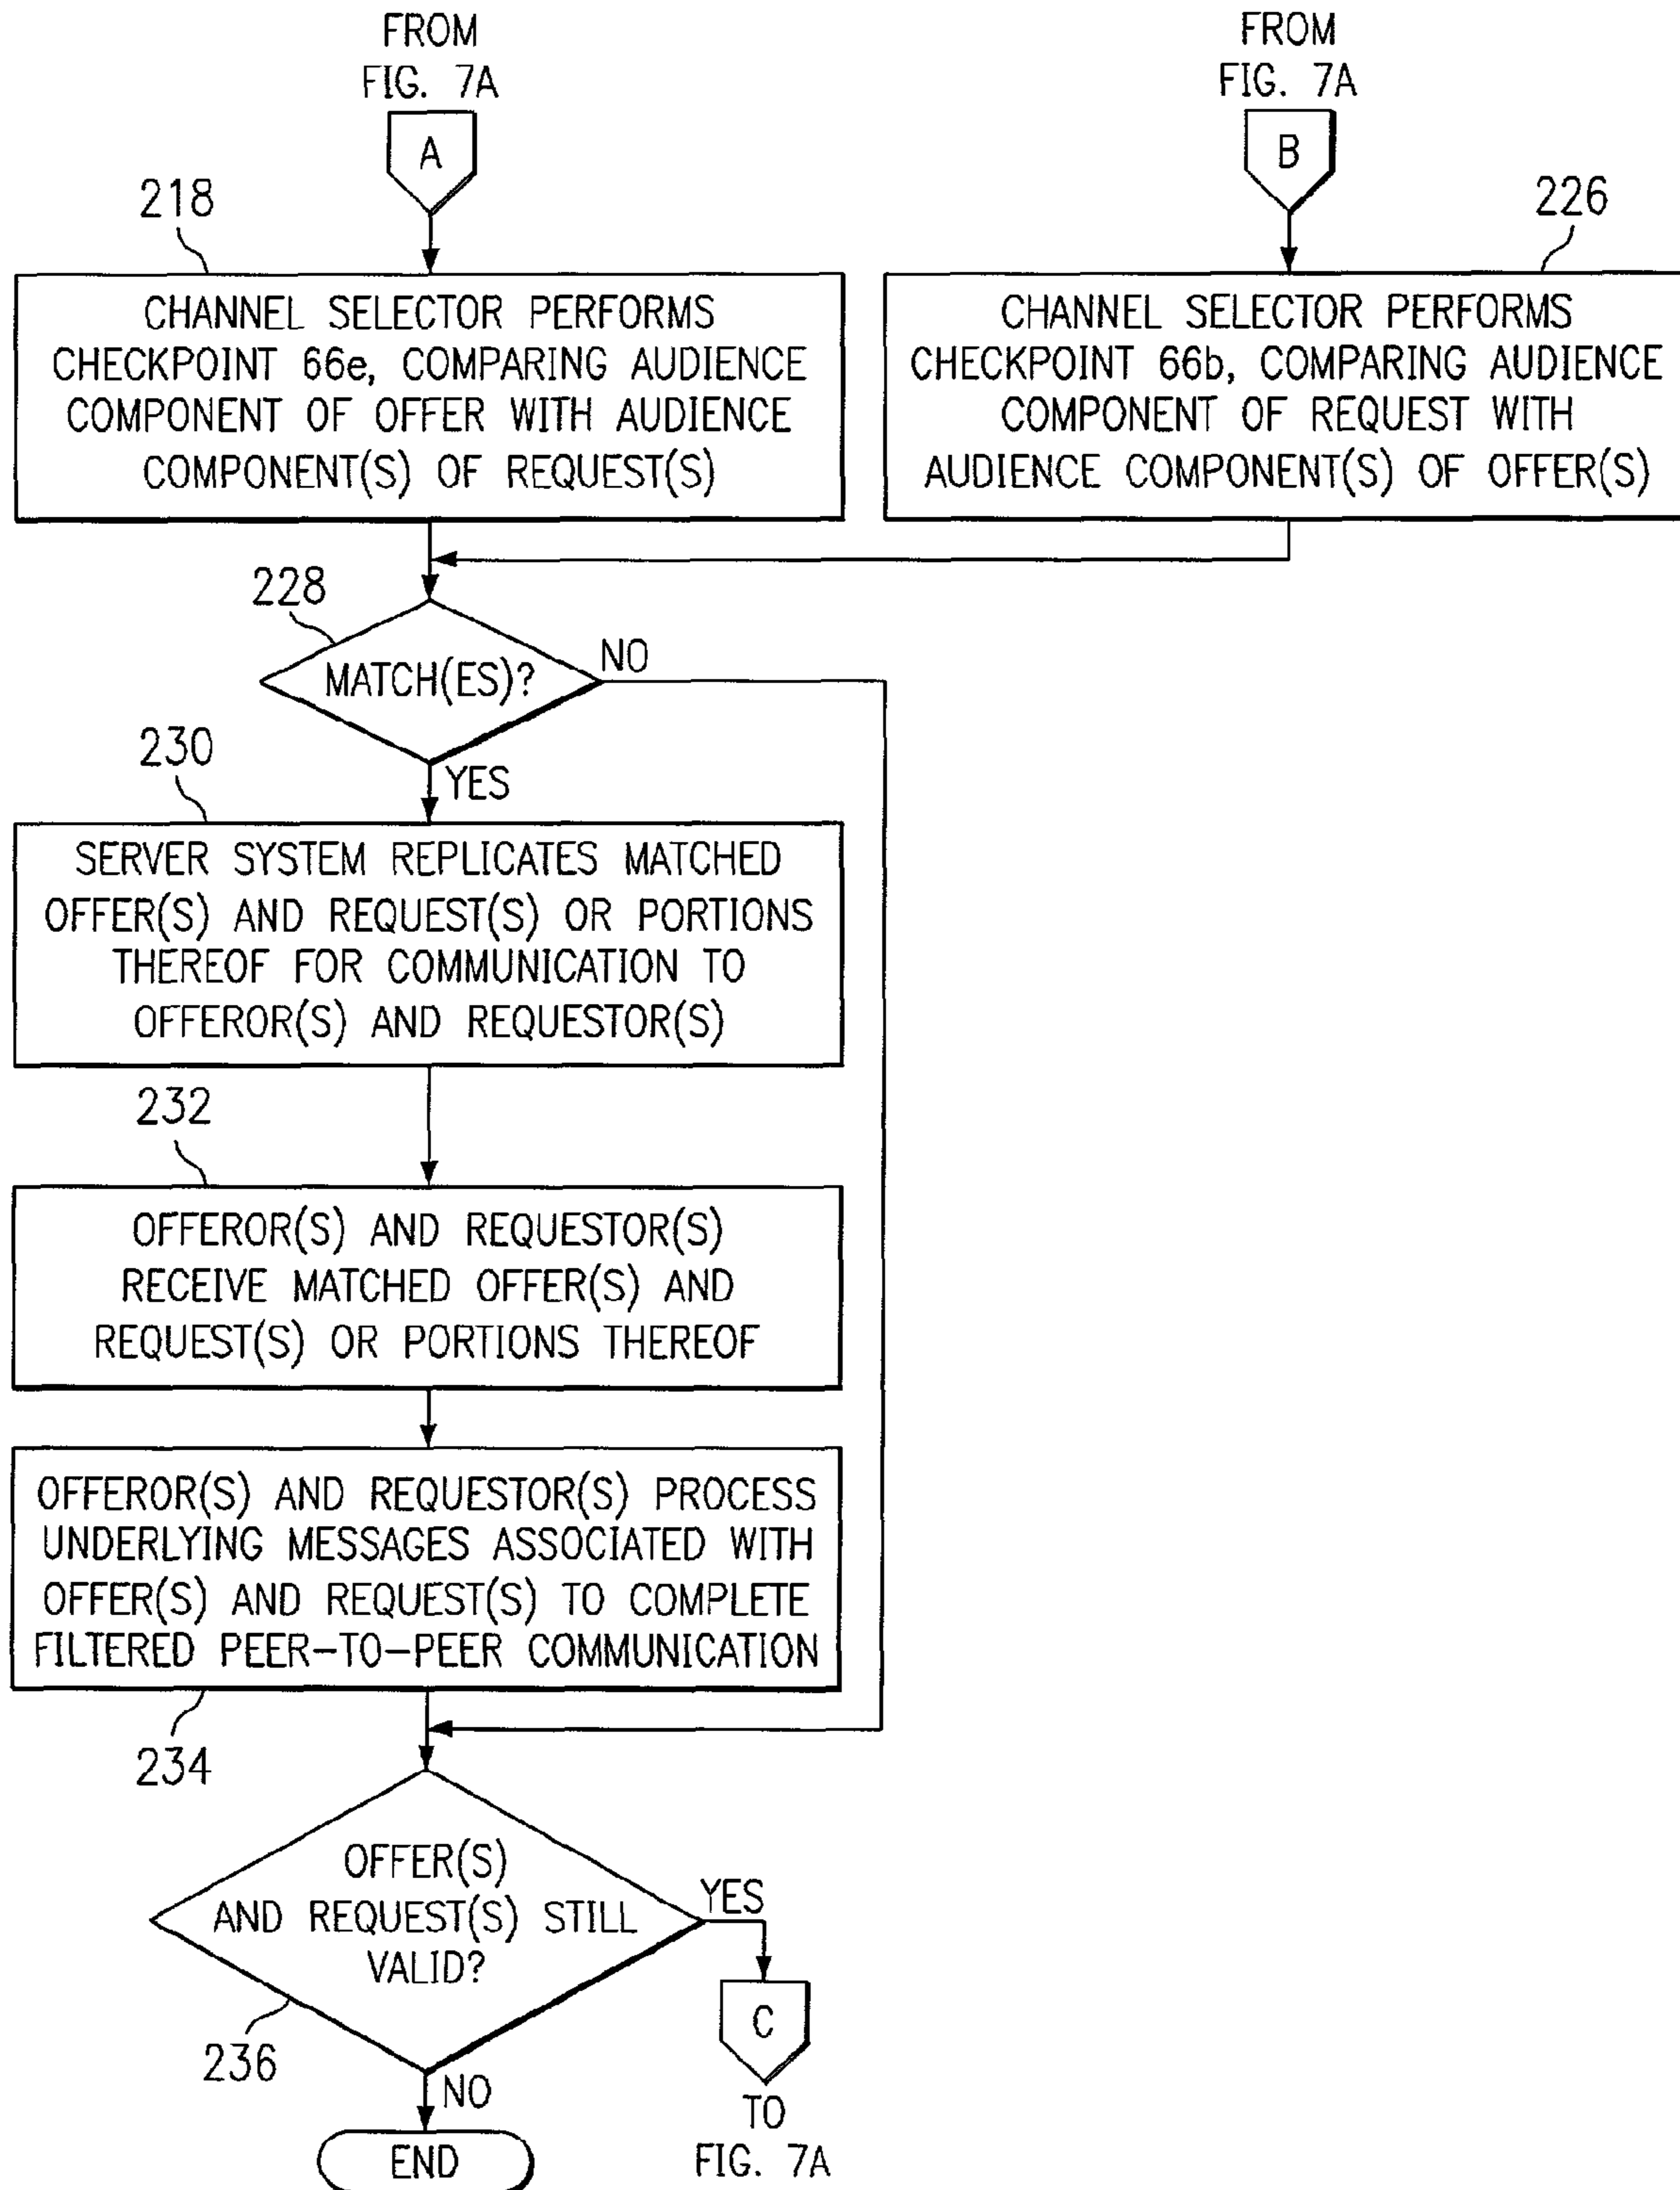 FROM
FIG. 7A
A
FROM
FIG. 7A
B
218
226
CHANNEL SELECTOR PERFORMS
CHECKPOINT 66e, COMPARING AUDIENCE
COMPONENT OF OFFER WITH AUDIENCE
COMPONENT(S) OF REQUEST(S)
CHANNEL SELECTOR PERFORMS
CHECKPOINT 66b, COMPARING AUDIENCE
COMPONENT OF REQUEST WITH
AUDIENCE COMPONENT(S) OF OFFER(S)
228
MATCH(ES)?
NO
YES
230
SERVER SYSTEM REPLICATES MATCHED
OFFER(S) AND REQUEST(S) OR PORTIONS
THEREOF FOR COMMUNICATION TO
OFFEROR(S) AND REQUESTOR(S)
232
OFFEROR(S) AND REQUESTOR(S)
RECEIVE MATCHED OFFER(S) AND
REQUEST(S) OR PORTIONS THEREOF
OFFEROR(S) AND REQUESTOR(S) PROCESS
UNDERLYING MESSAGES ASSOCIATED WITH
OFFER(S) AND REQUEST(S) TO COMPLETE
FILTERED PEER-TO-PEER COMMUNICATION
234
OFFER(S)
AND REQUEST(S) STILL
VALID?
YES
236
C
TO
FIG. 7A
NO
END